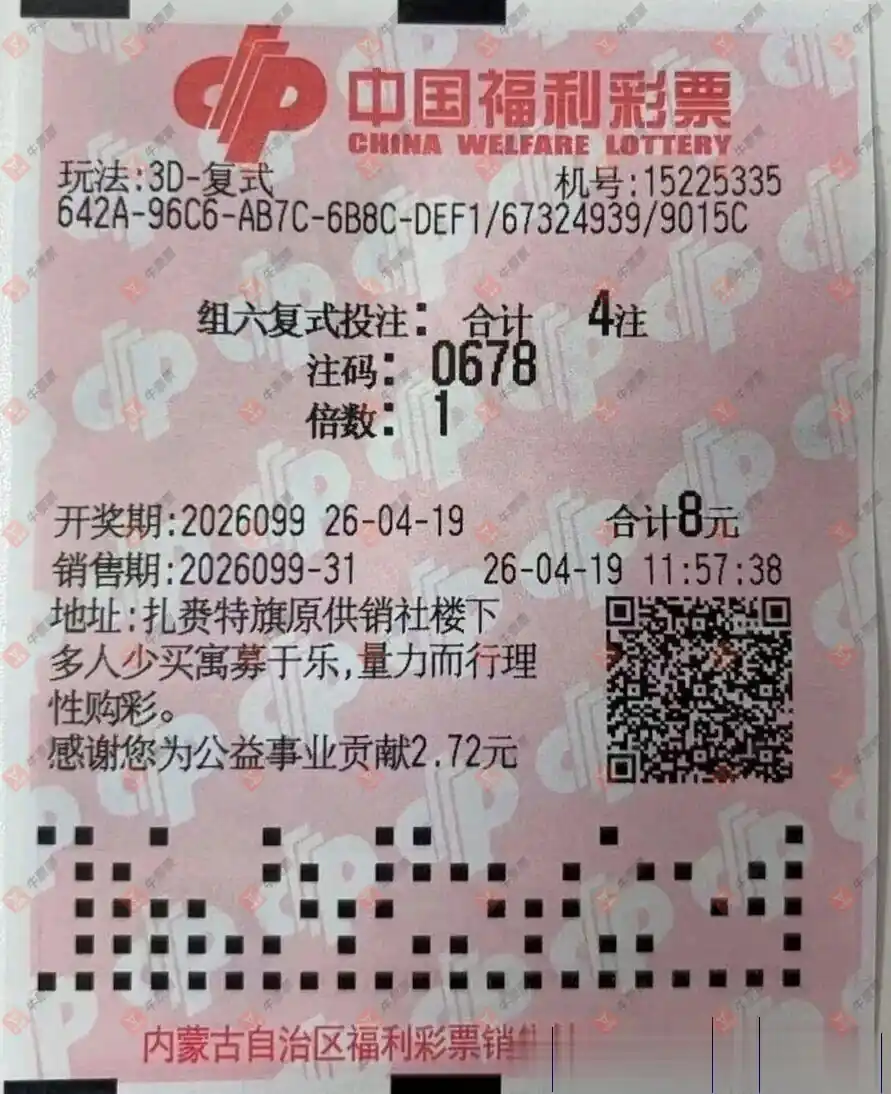 中国福利彩票
CHINA WELFARE LOTTERY
玩法:3D-复式 机号:15225335
642A-96C6-AB7C-6B8C-DEF1/67324939/9015C
组六复式投注: 合计 4注
注码: 0678
倍数: 1
开奖期:2026099 26-04-19 合计8元
销售期:2026099-31 26-04-19 11:57:38
地址:扎赉特旗原供销社楼下
多人少买寓募于乐,量力而行理
性购彩。
感谢您为公益事业贡献2.72元
内蒙古自治区福利彩票销